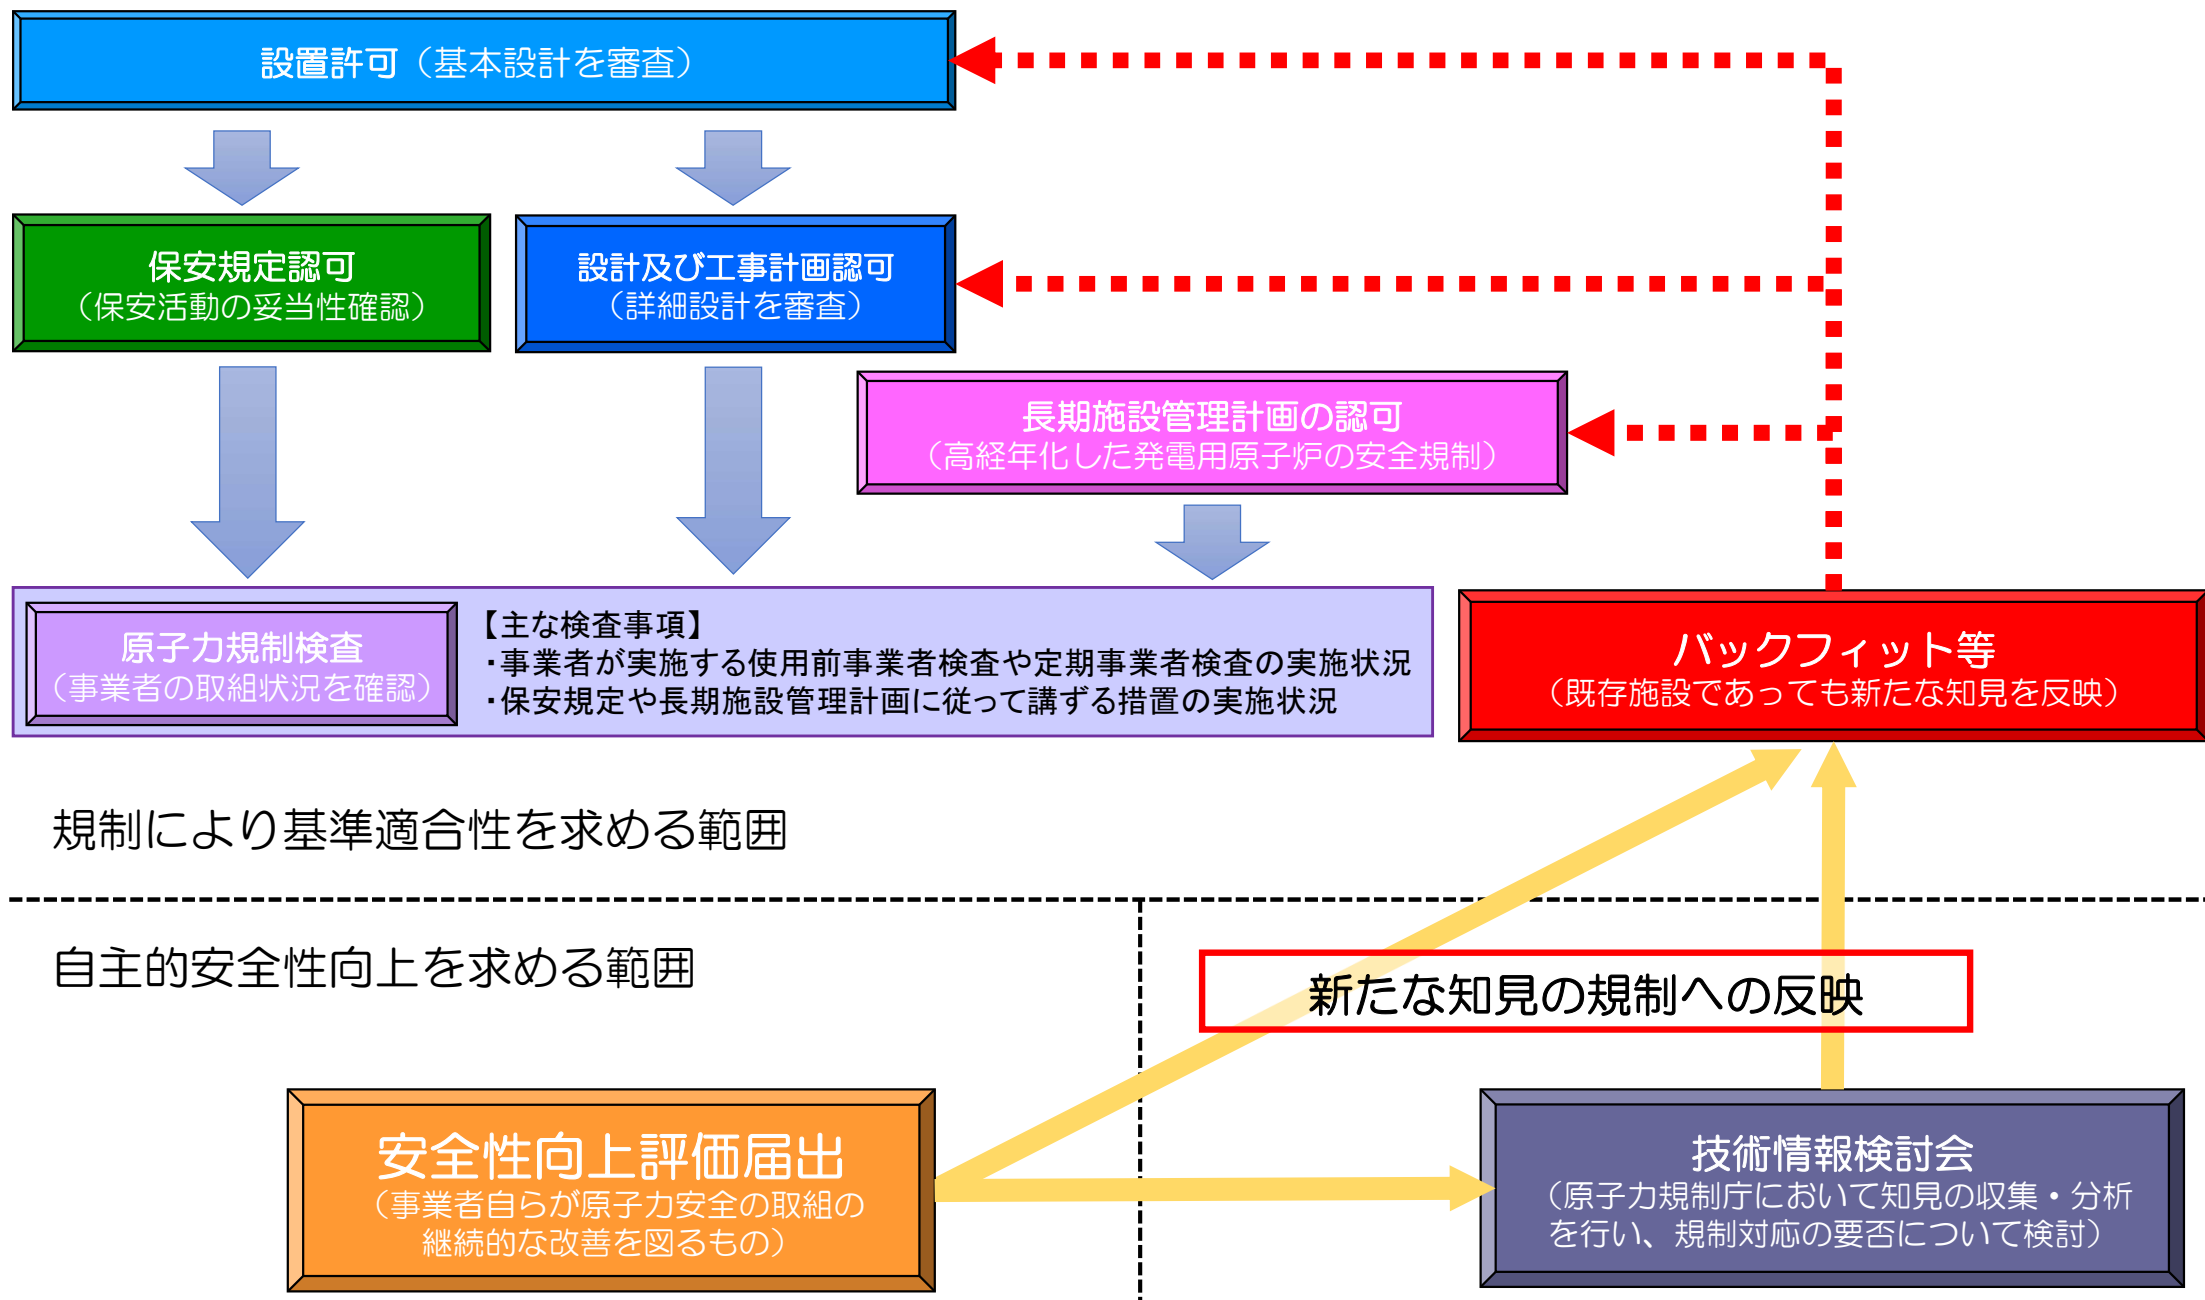 設置許可（基本設計を審査）
保安規定認可
（保安活動の妥当性確認）
設計及び工事計画認可
（詳細設計を審査）
長期施設管理計画の認可
（高経年化した発電用原子炉の安全規制）
原子力規制検査
（事業者の取組状況を確認）
【主な検査事項】
・事業者が実施する使用前事業者検査や定期事業者検査の実施状況
・保安規定や長期施設管理計画に従って講ずる措置の実施状況
バックフィット等
（既存施設であっても新たな知見を反映）
規制により基準適合性を求める範囲
自主的安全性向上を求める範囲
新たな知見の規制への反映
安全性向上評価届出
（事業者自らが原子力安全の取組の
継続的な改善を図るもの）
技術情報検討会
（原子力規制庁において知見の収集・分析
を行い、規制対応の要否について検討）